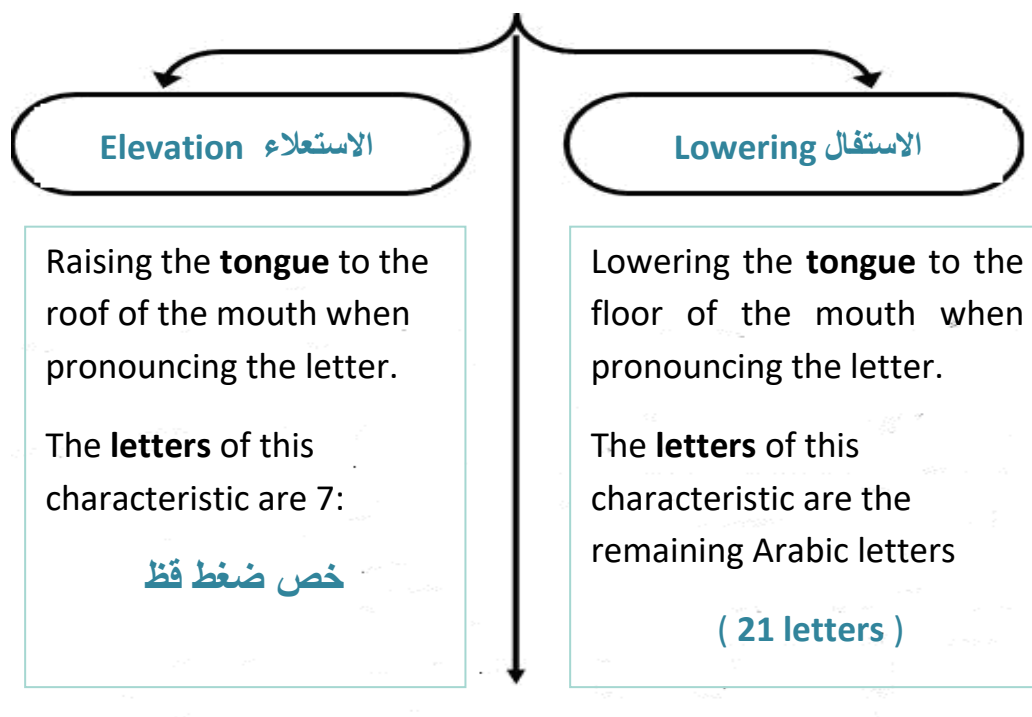 Elevation الاستعلاء
Raising the tongue to the
roof of the mouth when
pronouncing the letter.
The letters of this
characteristic are 7:
خص ضغط قظ
Lowering الاستفال
Lowering the tongue to the
floor of the mouth when
pronouncing the letter.
The letters of this
characteristic are the
remaining Arabic letters
( 21 letters )